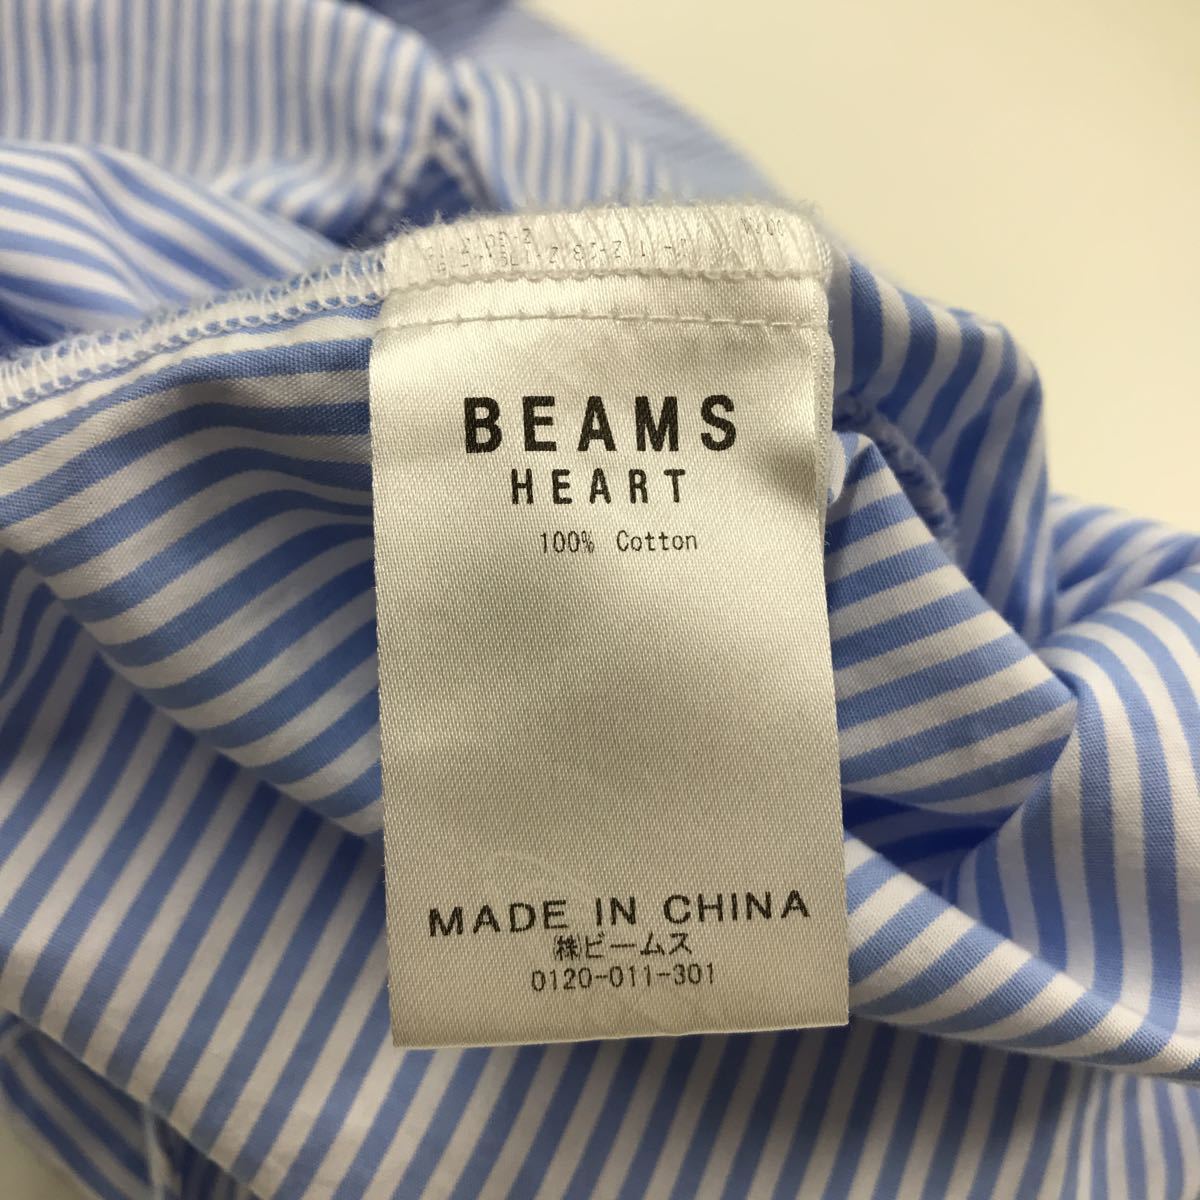 BEAMS
HEART
100% Cotton
MADE IN CHINA
㈱ビームス
0120-011-301